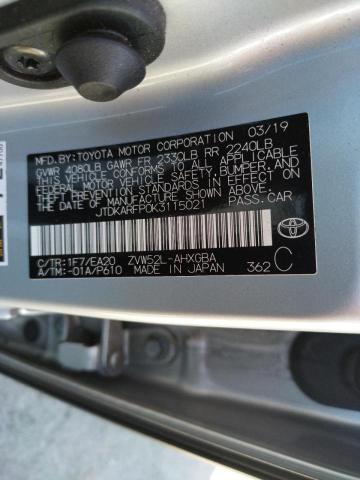 MFD.BY:TOYOTA MOTOR CORPORATION 03/19
GVWR 4080LB GAWR FR 2330LB RR 2240LB
THIS VEHICLE CONFORMS TO ALL APPLICABLE
FEDERAL MOTOR VEHICLE SAFETY, BUMPER, AND
THEFT PREVENTION STANDARDS IN EFFECT ON
THE DATE OF MANUFACTURE SHOWN ABOVE.
JTDKARFP0K3115021 PASS.CAR
C/TR:1F7/EA20 ZVW52L-AHXGBA
A/TM:-01A/P610 MADE IN JAPAN 362 C